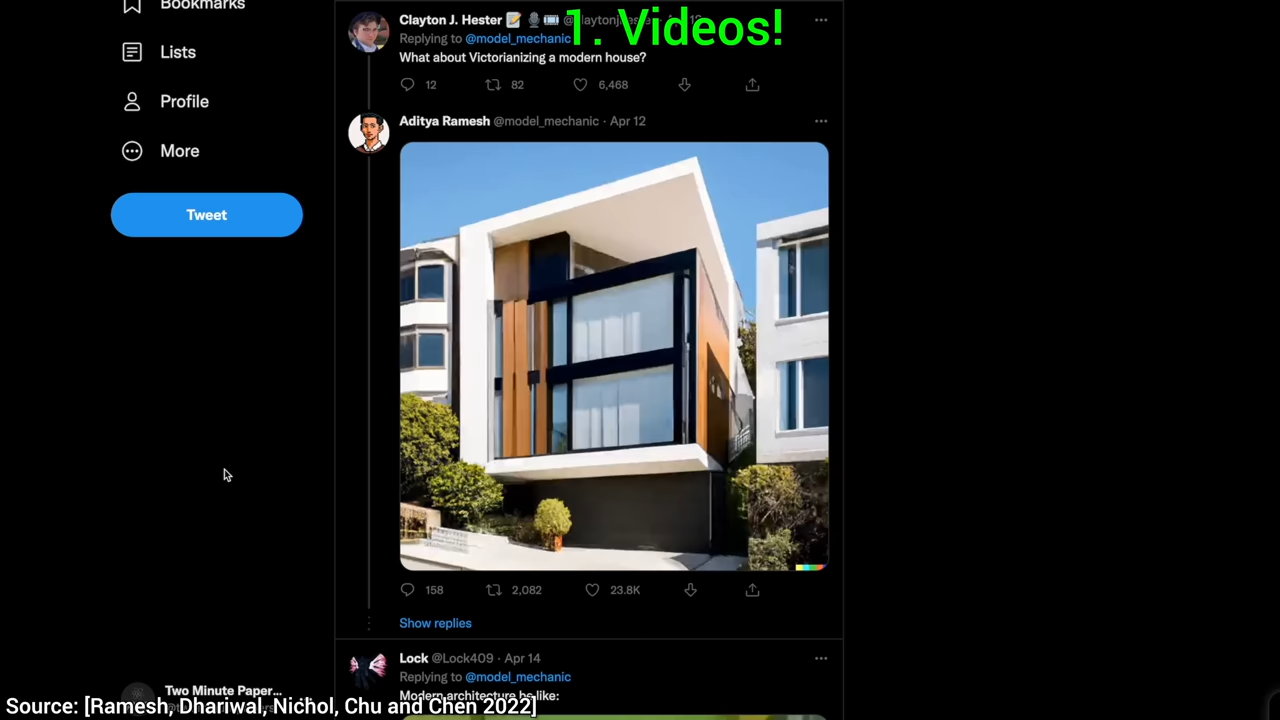 Bookmarks
Lists
Profile
More
Tweet
1. Videos!
Clayton J. Hester
Replying to @model_mechanic
What about Victorianizing a modern house?
12 82 6,468
Aditya Ramesh @model_mechanic · Apr 12
158 2,082 23.8K
Show replies
Lock @Lock409 · Apr 14
Replying to @model_mechanic
Modern architecture be like:
Two Minute Paper...
Source: [Ramesh, Dhariwal, Nichol, Chu and Chen 2022]